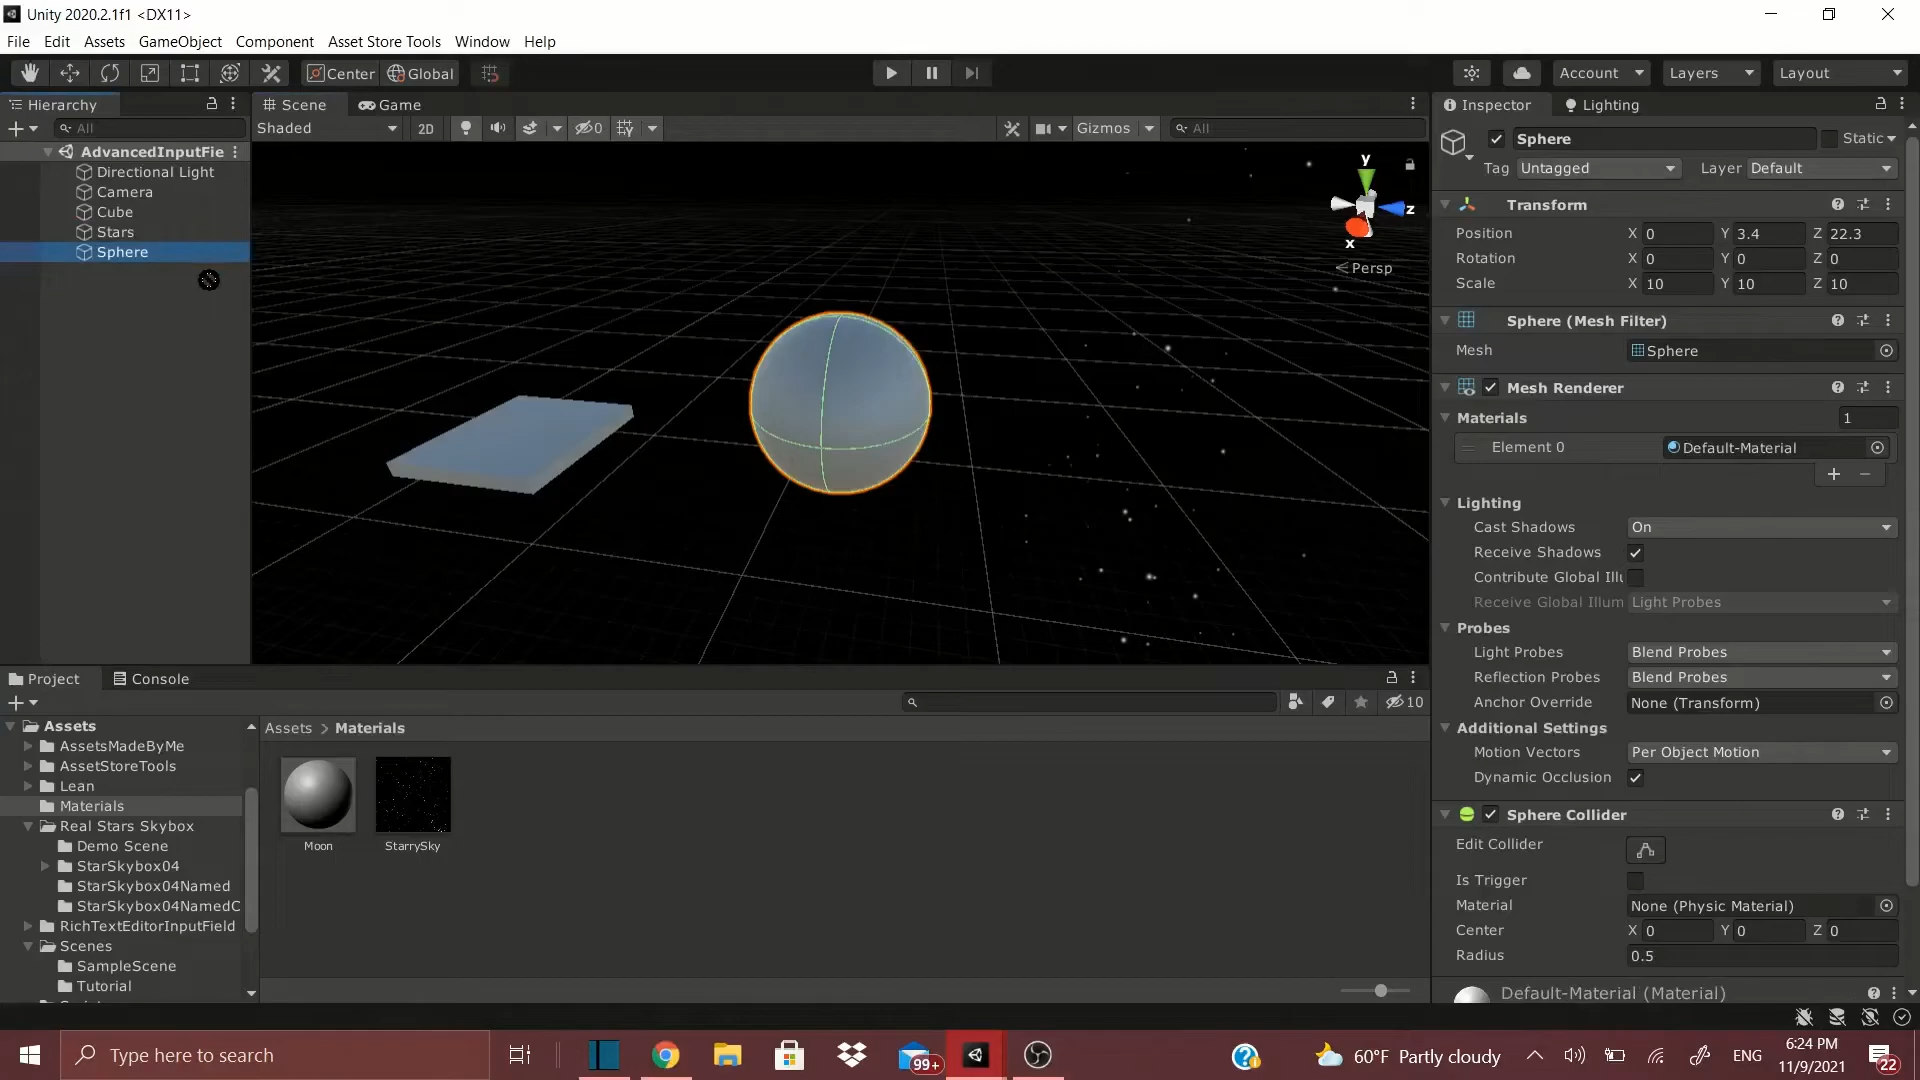 Unity 2020.2.1f1 <DX11>
File Edit Assets GameObject Component Asset Store Tools Window Help
Center Global Account Layers Layout
Hierarchy
All
AdvancedInputFie
Directional Light
Camera
Cube
Stars
Sphere
Scene Game
Shaded 2D 0 Gizmos All
y
z
x
Persp
Inspector Lighting
Sphere Static
Tag Untagged Layer Default
Transform
Position X 0 Y 3.4 Z 22.3
Rotation X 0 Y 0 Z 0
Scale X 10 Y 10 Z 10
Sphere (Mesh Filter)
Mesh Sphere
Mesh Renderer
Materials 1
Element 0 Default-Material
Lighting
Cast Shadows On
Receive Shadows
Contribute Global Illu
Receive Global Illum Light Probes
Probes
Light Probes Blend Probes
Reflection Probes Blend Probes
Anchor Override None (Transform)
Additional Settings
Motion Vectors Per Object Motion
Dynamic Occlusion
Sphere Collider
Edit Collider
Is Trigger
Material None (Physic Material)
Center X 0 Y 0 Z 0
Radius 0.5
Default-Material (Material)
Project Console
10
Assets
AssetsMadeByMe
AssetStoreTools
Lean
Materials
Real Stars Skybox
Demo Scene
StarSkybox04
StarSkybox04Named
StarSkybox04NamedC
RichTextEditorInputField
Scenes
SampleScene
Tutorial
Assets > Materials
Moon StarrySky
Type here to search
99+
60°F Partly cloudy
ENG
6:24 PM
11/9/2021
22